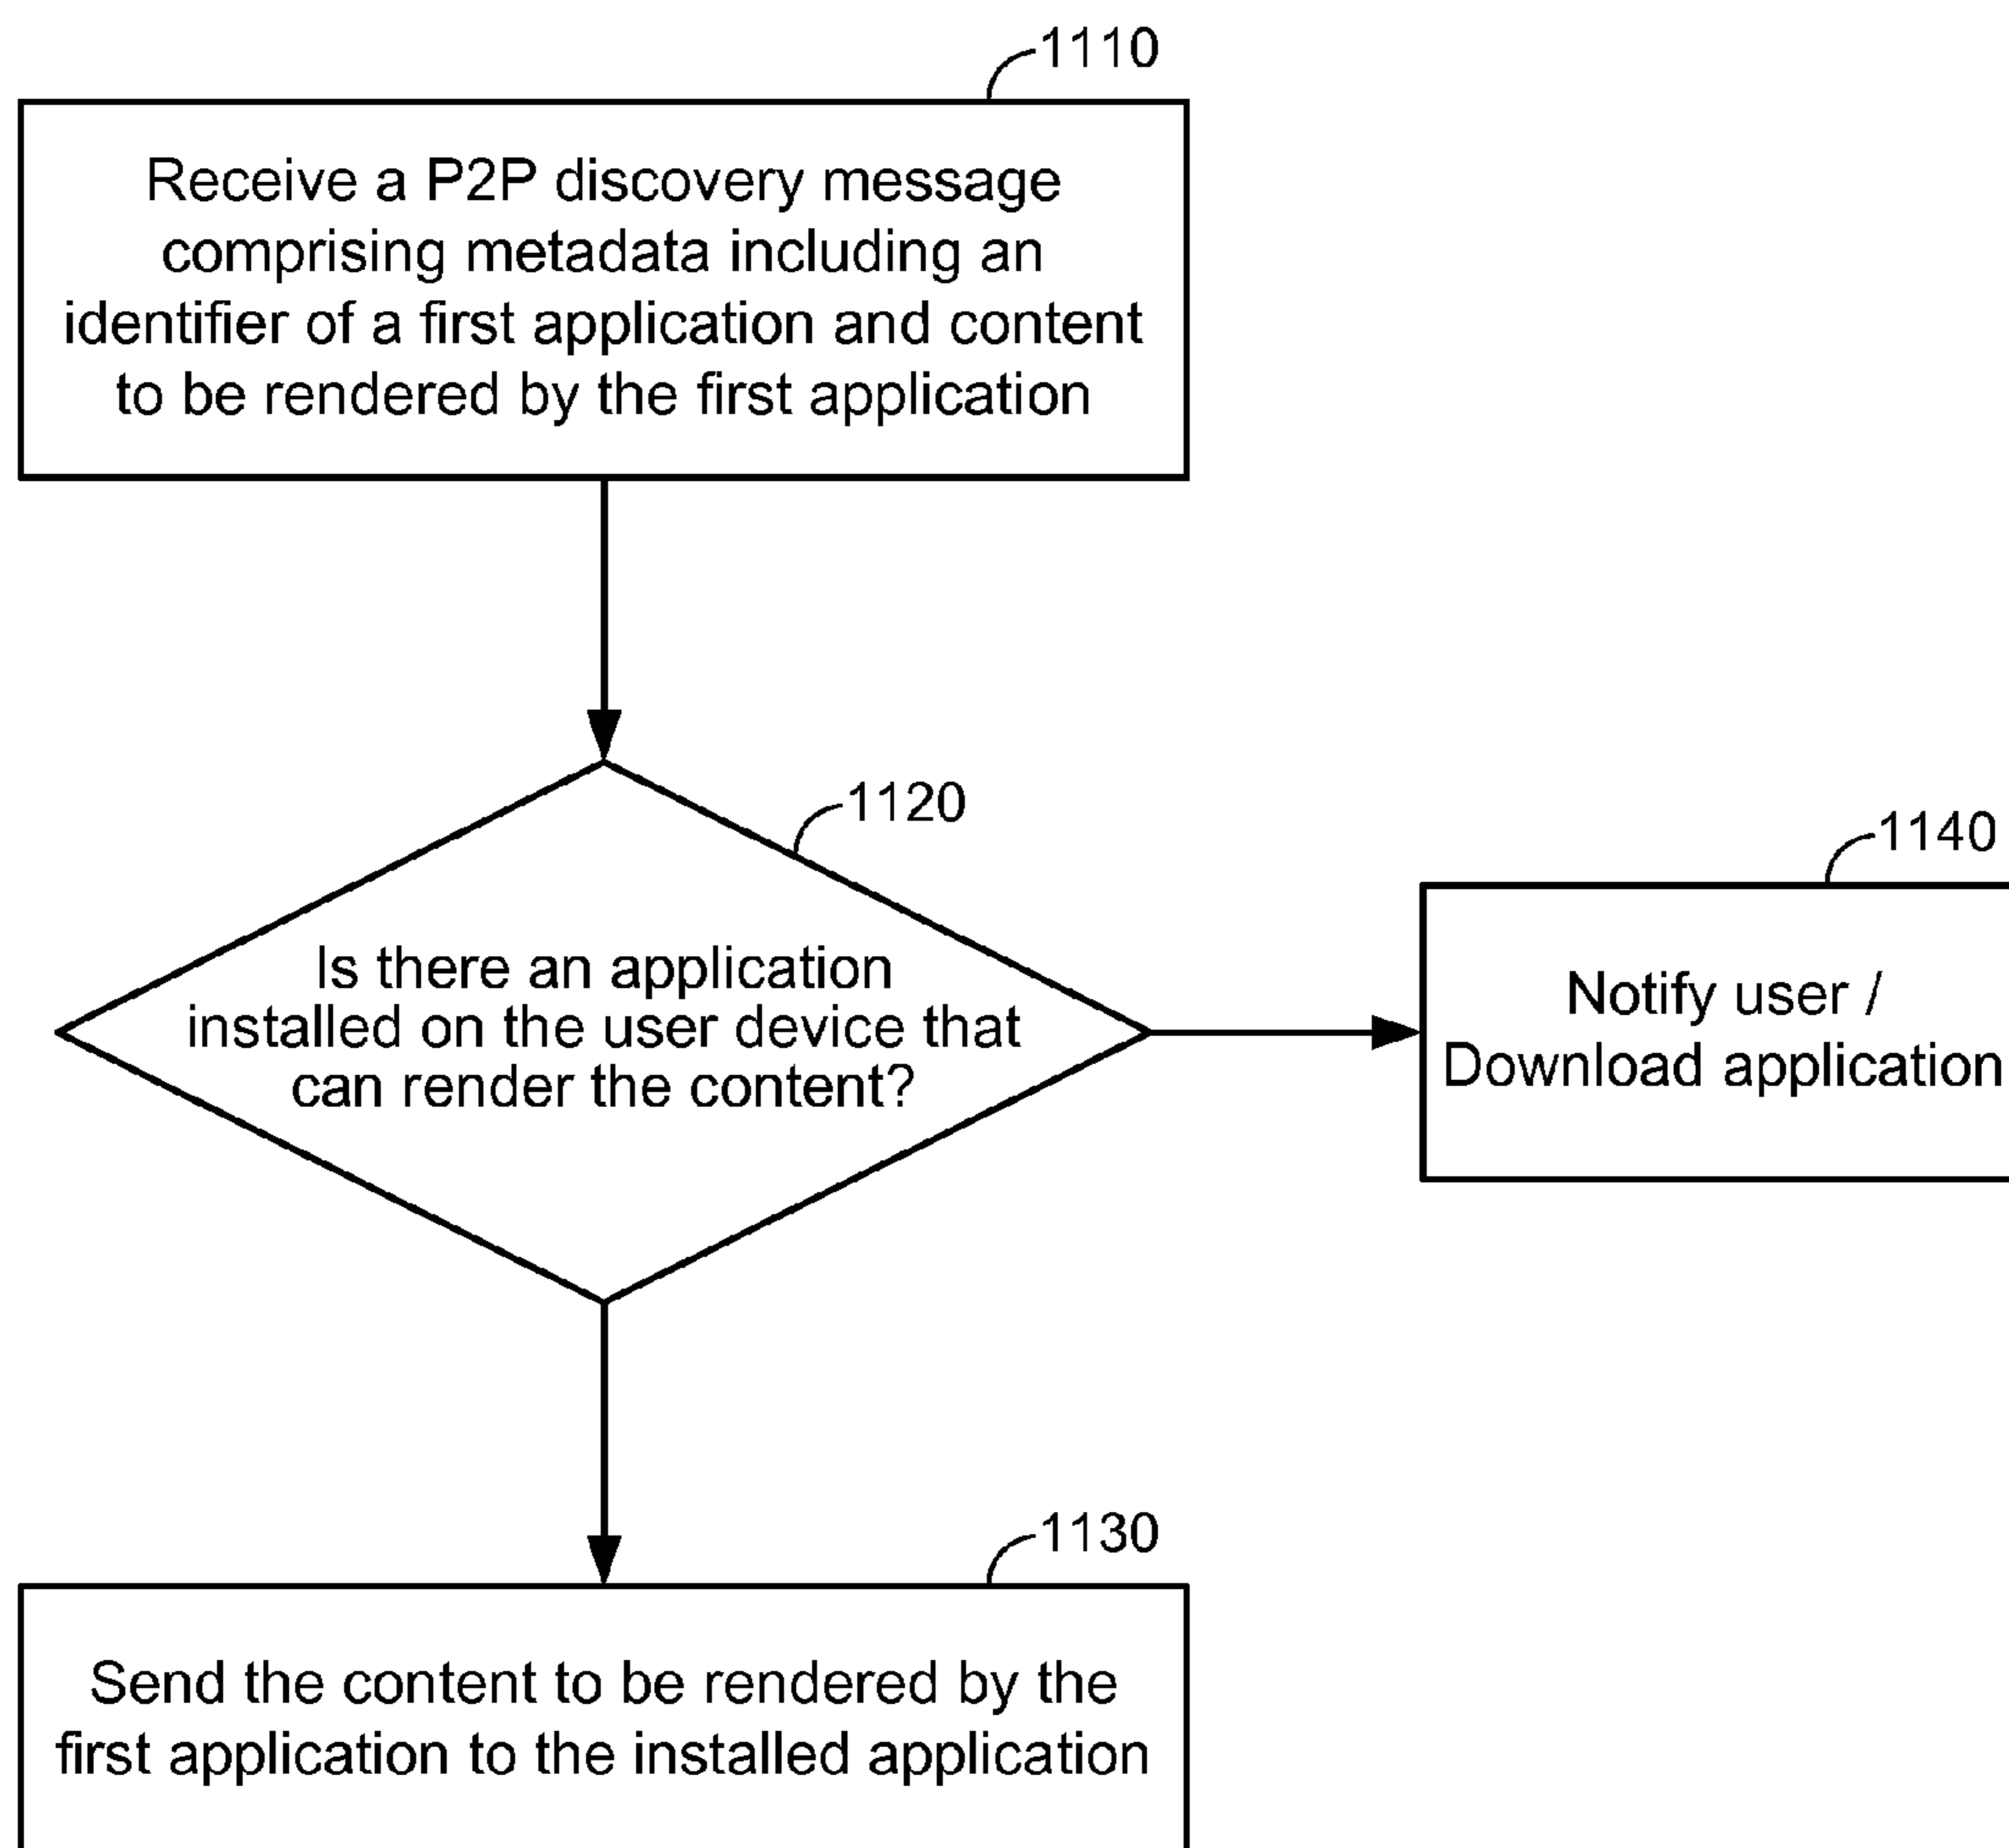 1110
Receive a P2P discovery message
comprising metadata including an
identifier of a first application and content
to be rendered by the first application
1120
Is there an application
installed on the user device that
can render the content?
1140
Notify user /
Download application
1130
Send the content to be rendered by the
first application to the installed application